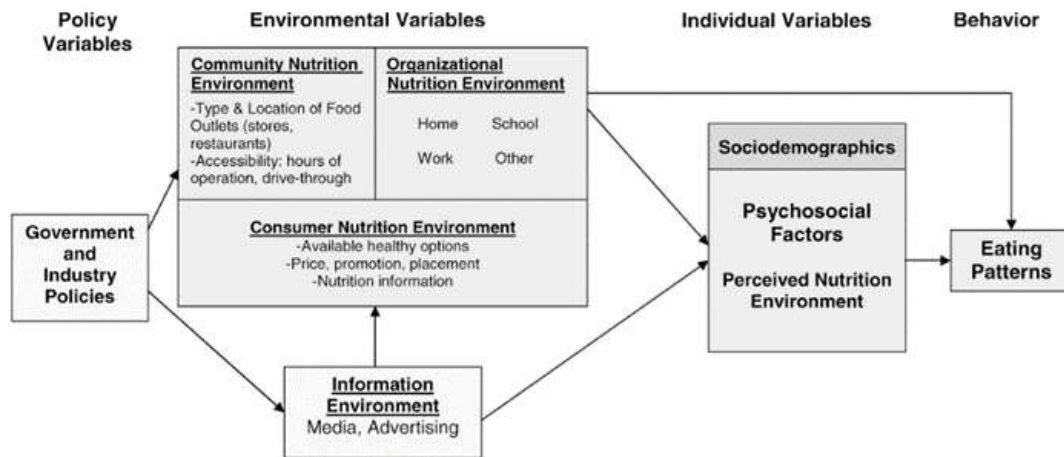 Policy
Variables
Environmental Variables
Individual Variables
Behavior
Community Nutrition
Environment
-Type & Location of Food
Outlets (stores,
restaurants)
-Accessibility: hours of
operation, drive-through
Organizational
Nutrition Environment
Home School
Work Other
Consumer Nutrition Environment
-Available healthy options
-Price, promotion, placement
-Nutrition information
Government
and
Industry
Policies
Information
Environment
Media, Advertising
Sociodemographics
Psychosocial
Factors
Perceived Nutrition
Environment
Eating
Patterns